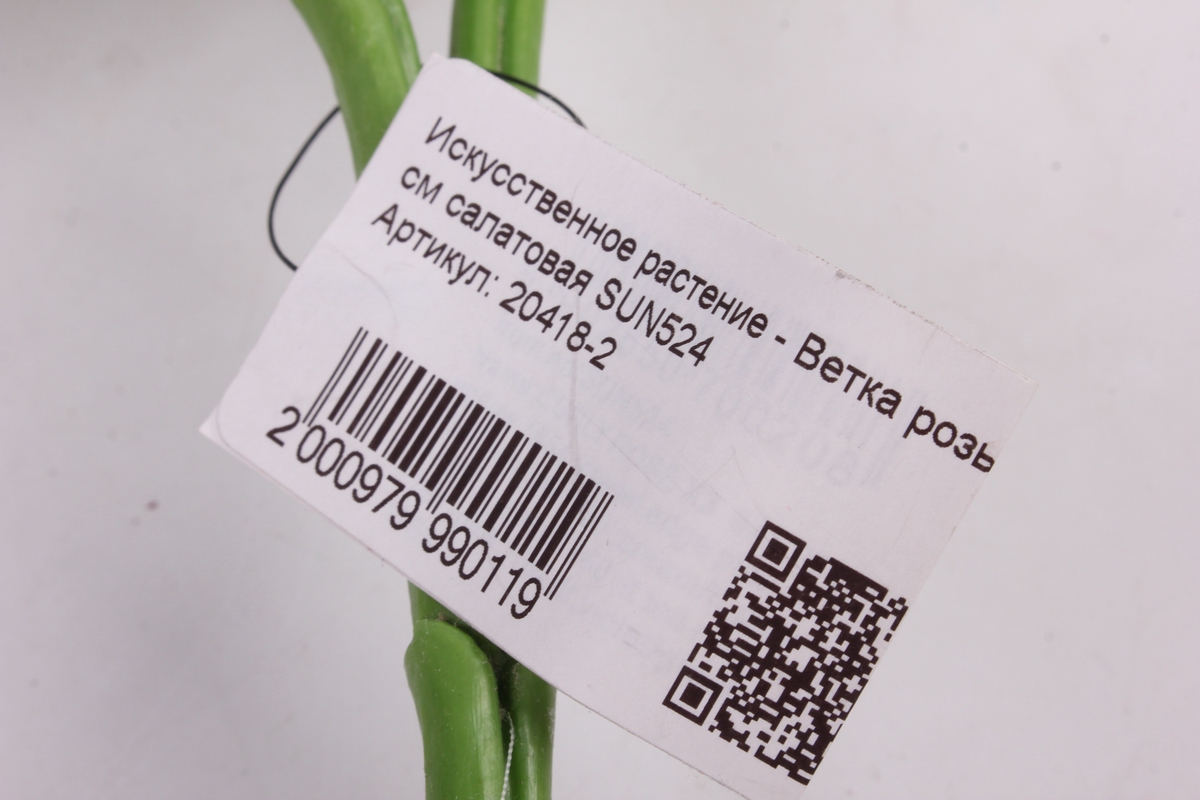 Искусственное растение - Ветка розы
см салатовая SUN524
Артикул: 20418-2
2 000979 990119